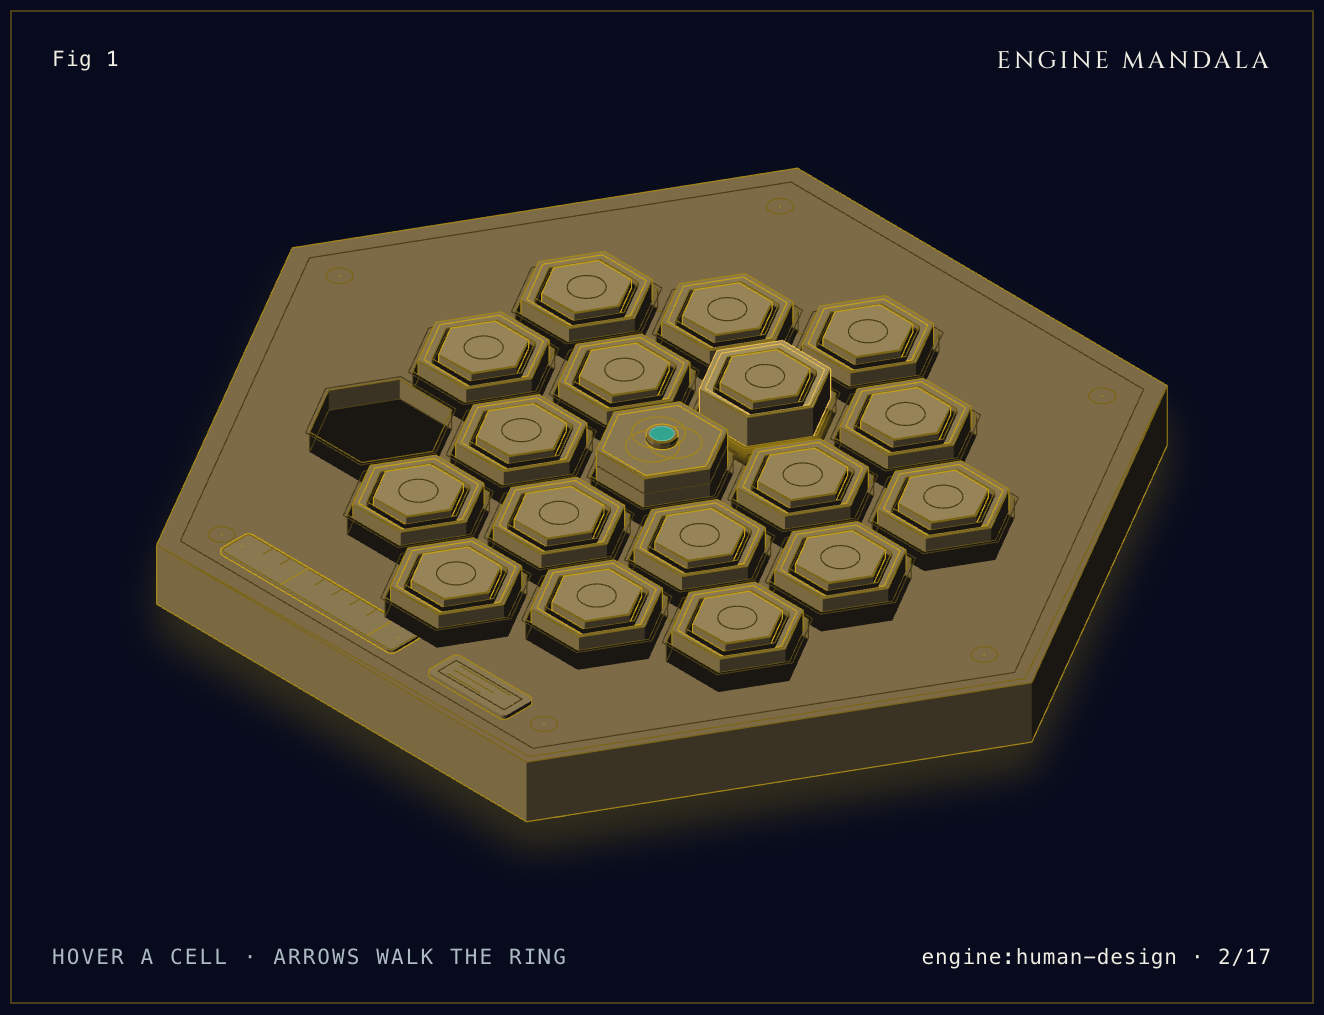 Fig 1
ENGINE MANDALA
HOVER A CELL · ARROWS WALK THE RING
engine:human-design · 2/17